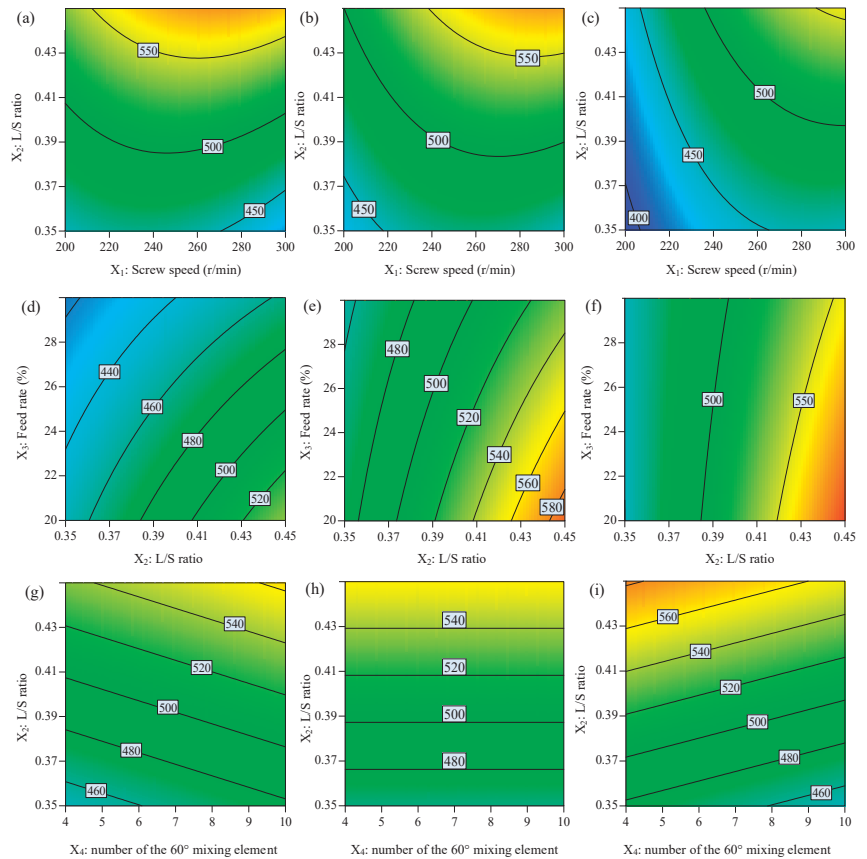 (a)
(b)
(c)
0.43
0.41
0.39
0.37
0.35
X₂: L/S ratio
550
500
450
200 220 240 260 280 300
X₁: Screw speed (r/min)
0.43
0.41
0.39
0.37
0.35
X₂: L/S ratio
550
500
450
200 220 240 260 280 300
X₁: Screw speed (r/min)
0.43
0.41
0.39
0.37
0.35
X₂: L/S ratio
500
450
400
200 220 240 260 280 300
X₁: Screw speed (r/min)
(d)
(e)
(f)
28
26
24
22
20
X₃: Feed rate (%)
440
460
480
500
520
0.35 0.37 0.39 0.41 0.43 0.45
X₂: L/S ratio
28
26
24
22
20
X₃: Feed rate (%)
480
500
520
540
560
580
0.35 0.37 0.39 0.41 0.43 0.45
X₂: L/S ratio
28
26
24
22
20
X₃: Feed rate (%)
500
550
0.35 0.37 0.39 0.41 0.43 0.45
X₂: L/S ratio
(g)
(h)
(i)
0.43
0.41
0.39
0.37
0.35
X₂: L/S ratio
540
520
500
480
460
4 5 6 7 8 9 10
X₄: number of the 60° mixing element
0.43
0.41
0.39
0.37
0.35
X₂: L/S ratio
540
520
500
480
4 5 6 7 8 9 10
X₄: number of the 60° mixing element
0.43
0.41
0.39
0.37
0.35
X₂: L/S ratio
560
540
520
500
480
460
4 5 6 7 8 9 10
X₄: number of the 60° mixing element